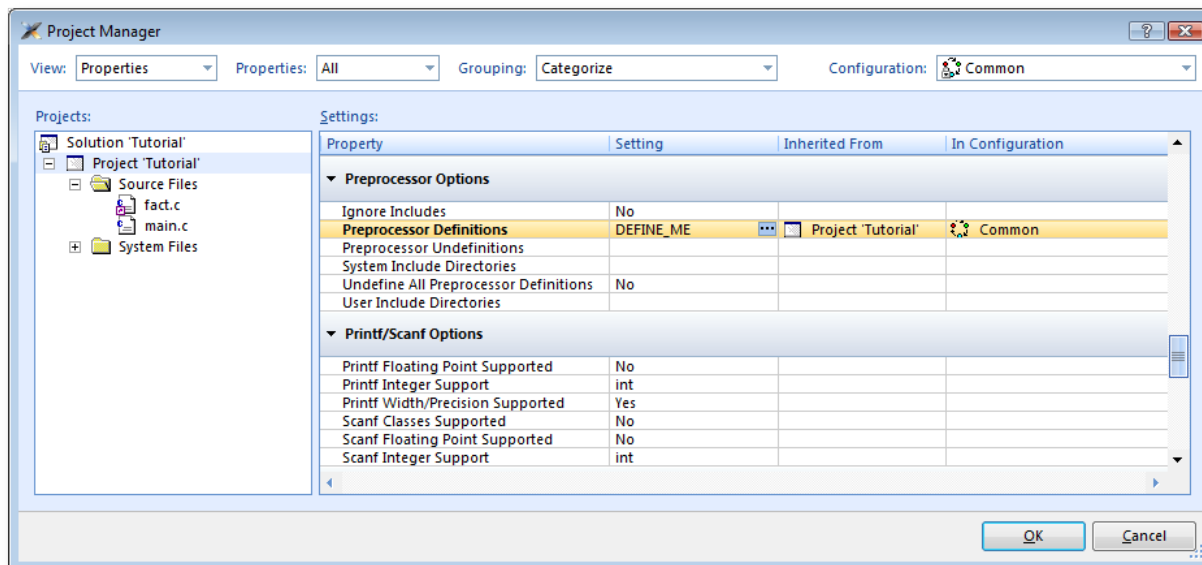 Project Manager
View: Properties Properties: All Grouping: Categorize Configuration: Common
Projects:
Solution 'Tutorial'
Project 'Tutorial'
Source Files
fact.c
main.c
System Files
Settings:
Property Setting Inherited From In Configuration
Preprocessor Options
Ignore Includes No
Preprocessor Definitions DEFINE_ME ... Project 'Tutorial' Common
Preprocessor Undefinitions
System Include Directories
Undefine All Preprocessor Definitions No
User Include Directories
Printf/Scanf Options
Printf Floating Point Supported No
Printf Integer Support int
Printf Width/Precision Supported Yes
Scanf Classes Supported No
Scanf Floating Point Supported No
Scanf Integer Support int
OK Cancel